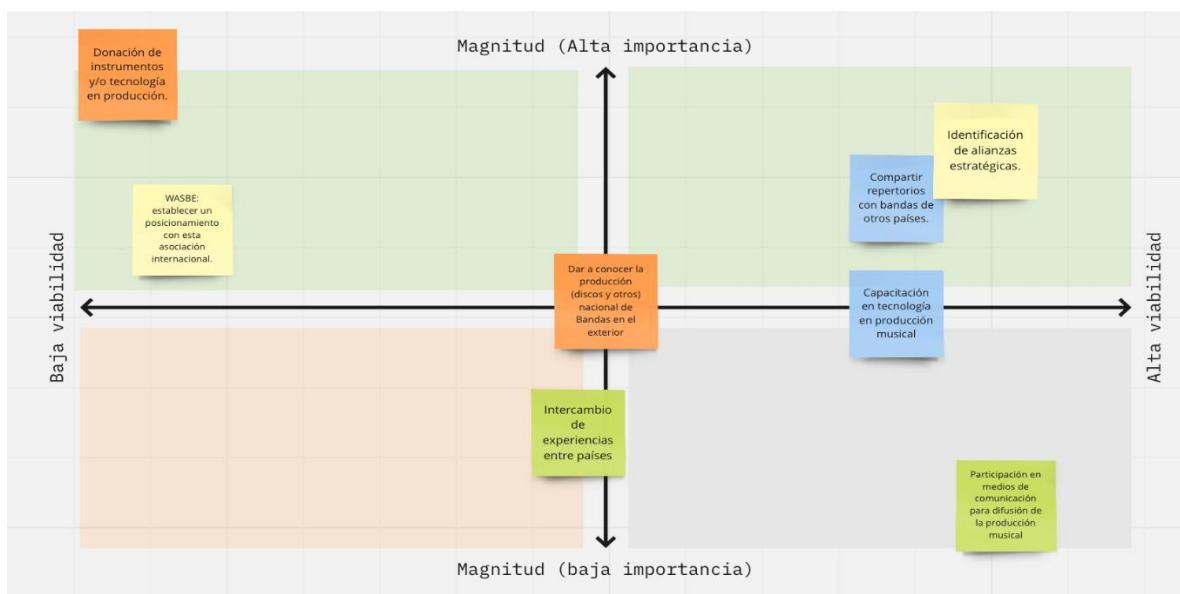 Magnitud (Alta importancia)
Donación de
instrumentos
y/o tecnología
en producción.
Identificación
de alianzas
estratégicas.
Compartir
repertorios
con bandas de
otros países.
WASBE:
establecer un
posicionamiento
con esta
asociación
internacional.
Baja viabilidad
Dar a conocer la
producción
(discos y otros)
nacional de
Bandas en el
exterior
Capacitación
en tecnología
en producción
musical
Alta viabilidad
Intercambio
de
experiencias
entre países
Participación en
medios de
comunicación
para difusión de
la producción
musical
Magnitud (baja importancia)